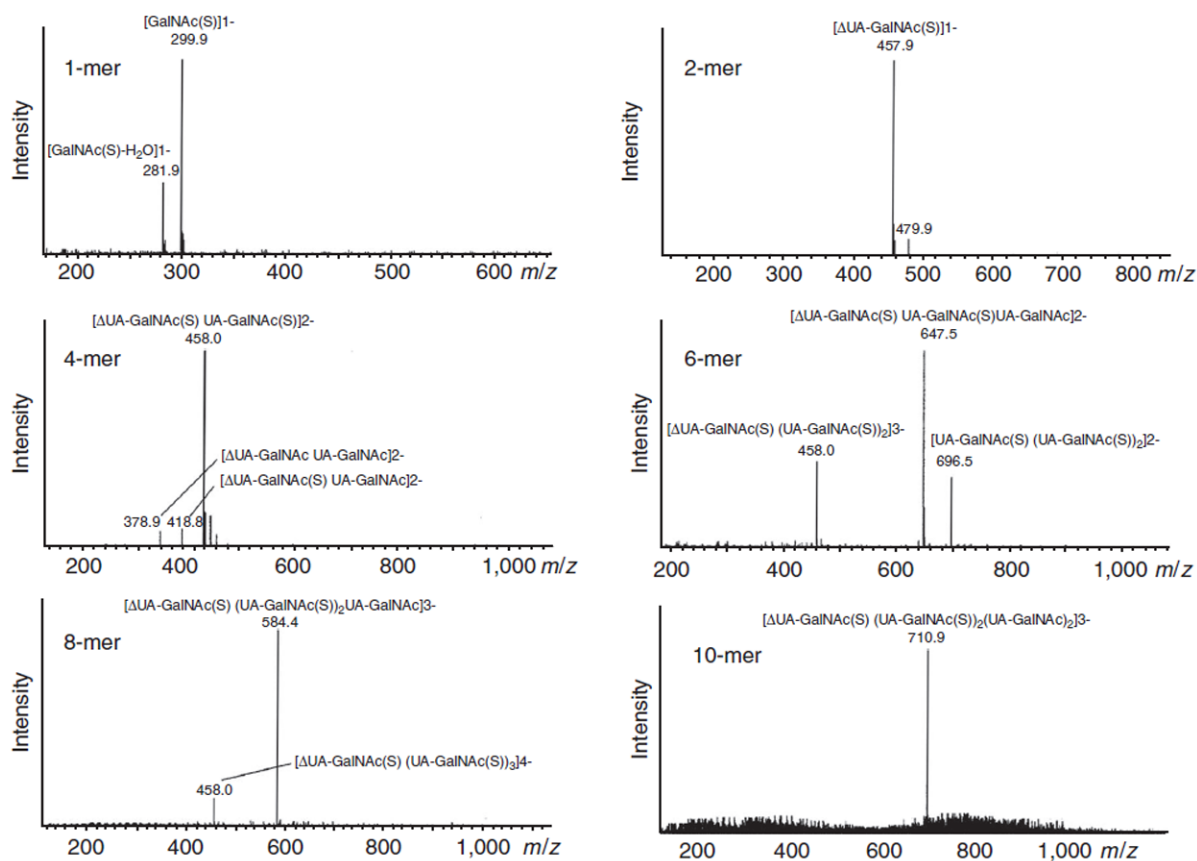 [GalNAc(S)]1-
299.9
1-mer
[GalNAc(S)-H2O]1-
281.9
Intensity
200 300 400 500 600 m/z
[ΔUA-GalNAc(S)]1-
457.9
2-mer
479.9
Intensity
200 300 400 500 600 700 800 m/z
[ΔUA-GalNAc(S) UA-GalNAc(S)]2-
458.0
4-mer
[ΔUA-GalNAc UA-GalNAc]2-
[ΔUA-GalNAc(S) UA-GalNAc]2-
378.9 418.8
Intensity
200 400 600 800 1,000 m/z
[ΔUA-GalNAc(S) UA-GalNAc(S)UA-GalNAc]2-
647.5
6-mer
[ΔUA-GalNAc(S) (UA-GalNAc(S))2]3-
458.0
[UA-GalNAc(S) (UA-GalNAc(S))2]2-
696.5
Intensity
200 400 600 800 1,000 m/z
[ΔUA-GalNAc(S) (UA-GalNAc(S))2UA-GalNAc]3-
584.4
8-mer
[ΔUA-GalNAc(S) (UA-GalNAc(S))3]4-
458.0
Intensity
200 400 600 800 1,000 m/z
[ΔUA-GalNAc(S) (UA-GalNAc(S))2(UA-GalNAc)2]3-
710.9
10-mer
Intensity
200 400 600 800 1,000 m/z